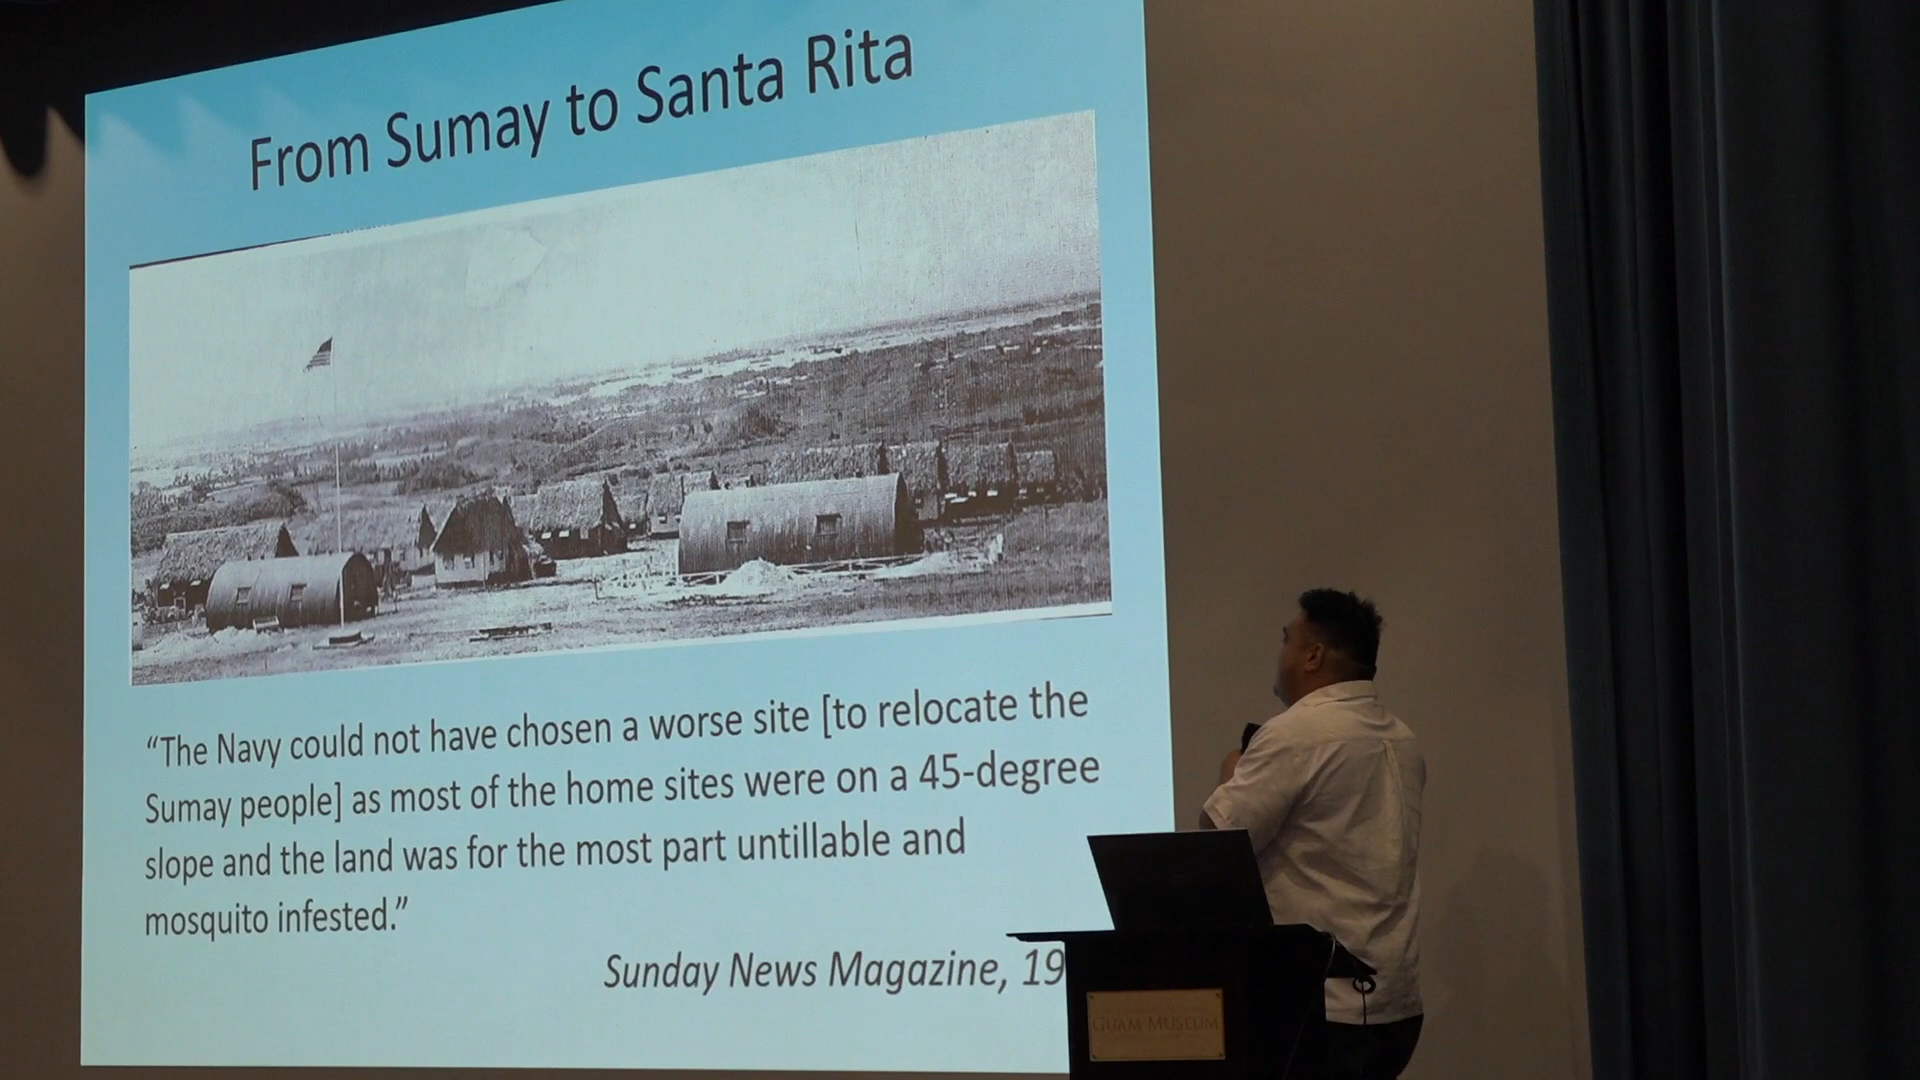 From Sumay to Santa Rita
“The Navy could not have chosen a worse site [to relocate the
Sumay people] as most of the home sites were on a 45-degree
slope and the land was for the most part untillable and
mosquito infested.”
Sunday News Magazine, 19
GUAM MUSEUM